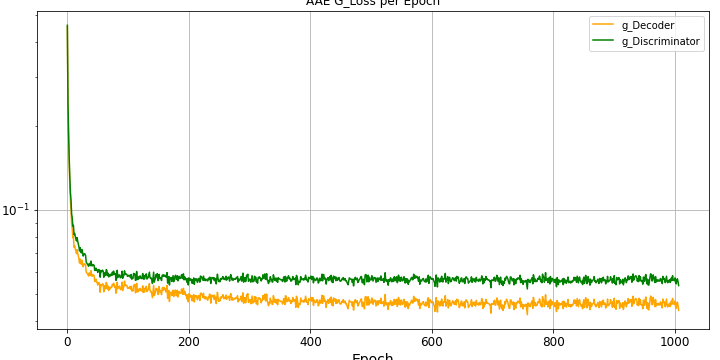 AAE G_Loss per Epoch
g_Decoder
g_Discriminator
10⁻¹
0 200 400 600 800 1000
Epoch